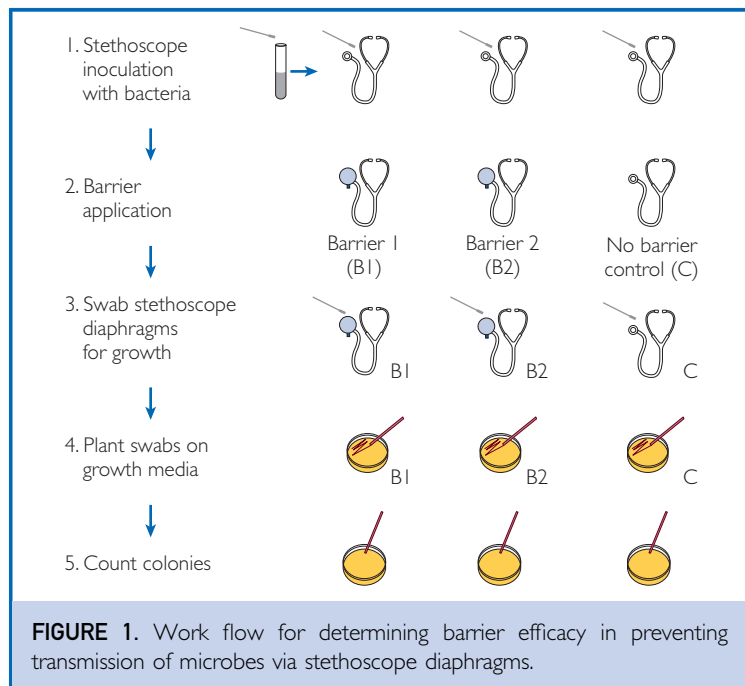 1. Stethoscope
inoculation
with bacteria
2. Barrier
application
Barrier 1
(B1)
Barrier 2
(B2)
No barrier
control (C)
3. Swab stethoscope
diaphragms
for growth
B1
B2
C
4. Plant swabs on
growth media
B1
B2
C
5. Count colonies
FIGURE 1. Work flow for determining barrier efficacy in preventing
transmission of microbes via stethoscope diaphragms.